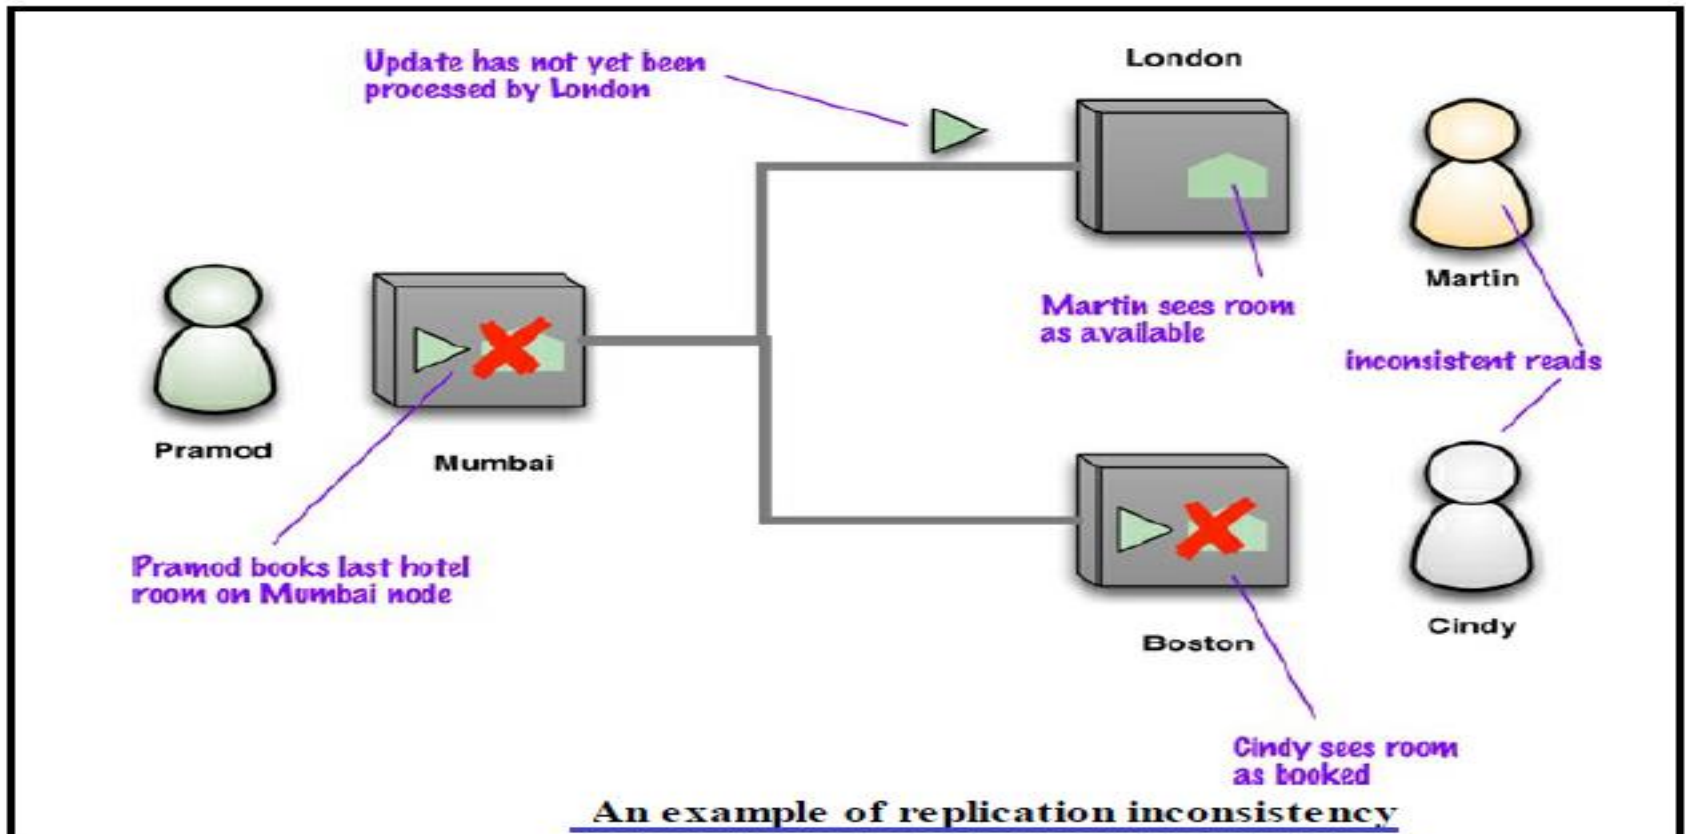 Update has not yet been
processed by London
London
Martin
Martin sees room
as available
inconsistent reads
Pramod
Mumbai
Pramod books last hotel
room on Mumbai node
Boston
Cindy
Cindy sees room
as booked
An example of replication inconsistency